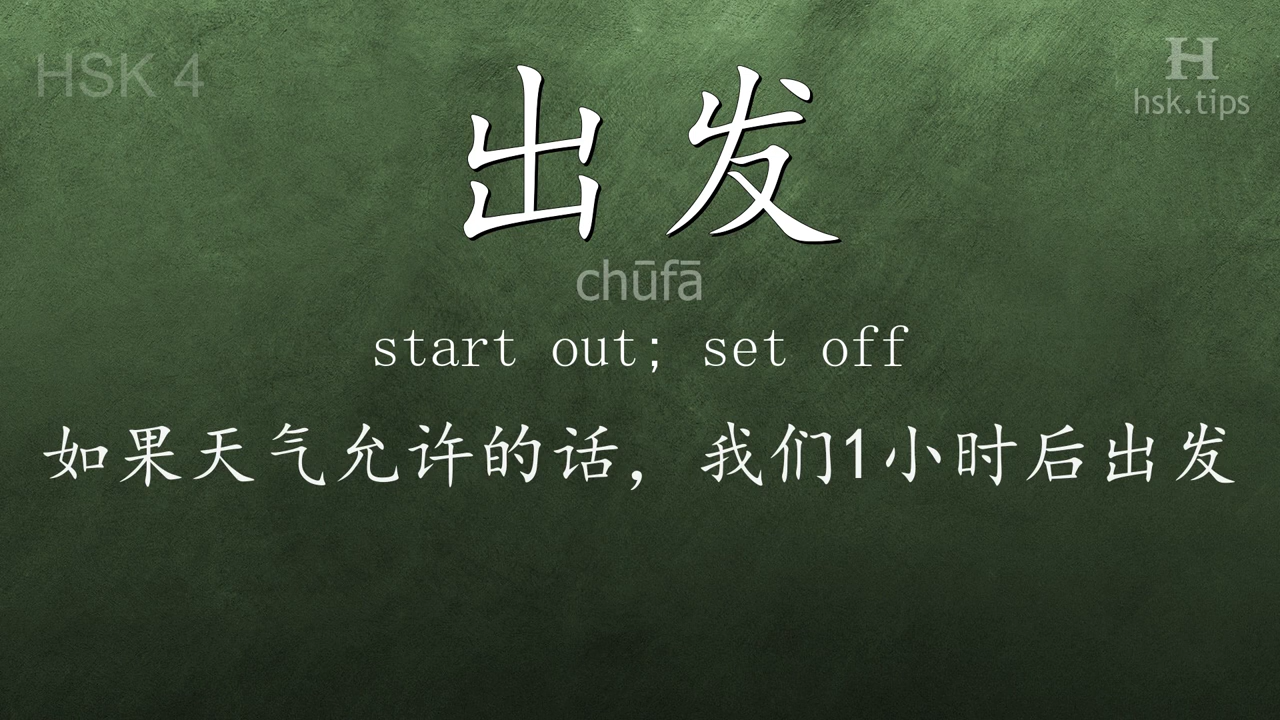 HSK 4
H
hsk.tips
出发
chūfā
start out; set off
如果天气允许的话，我们1小时后出发